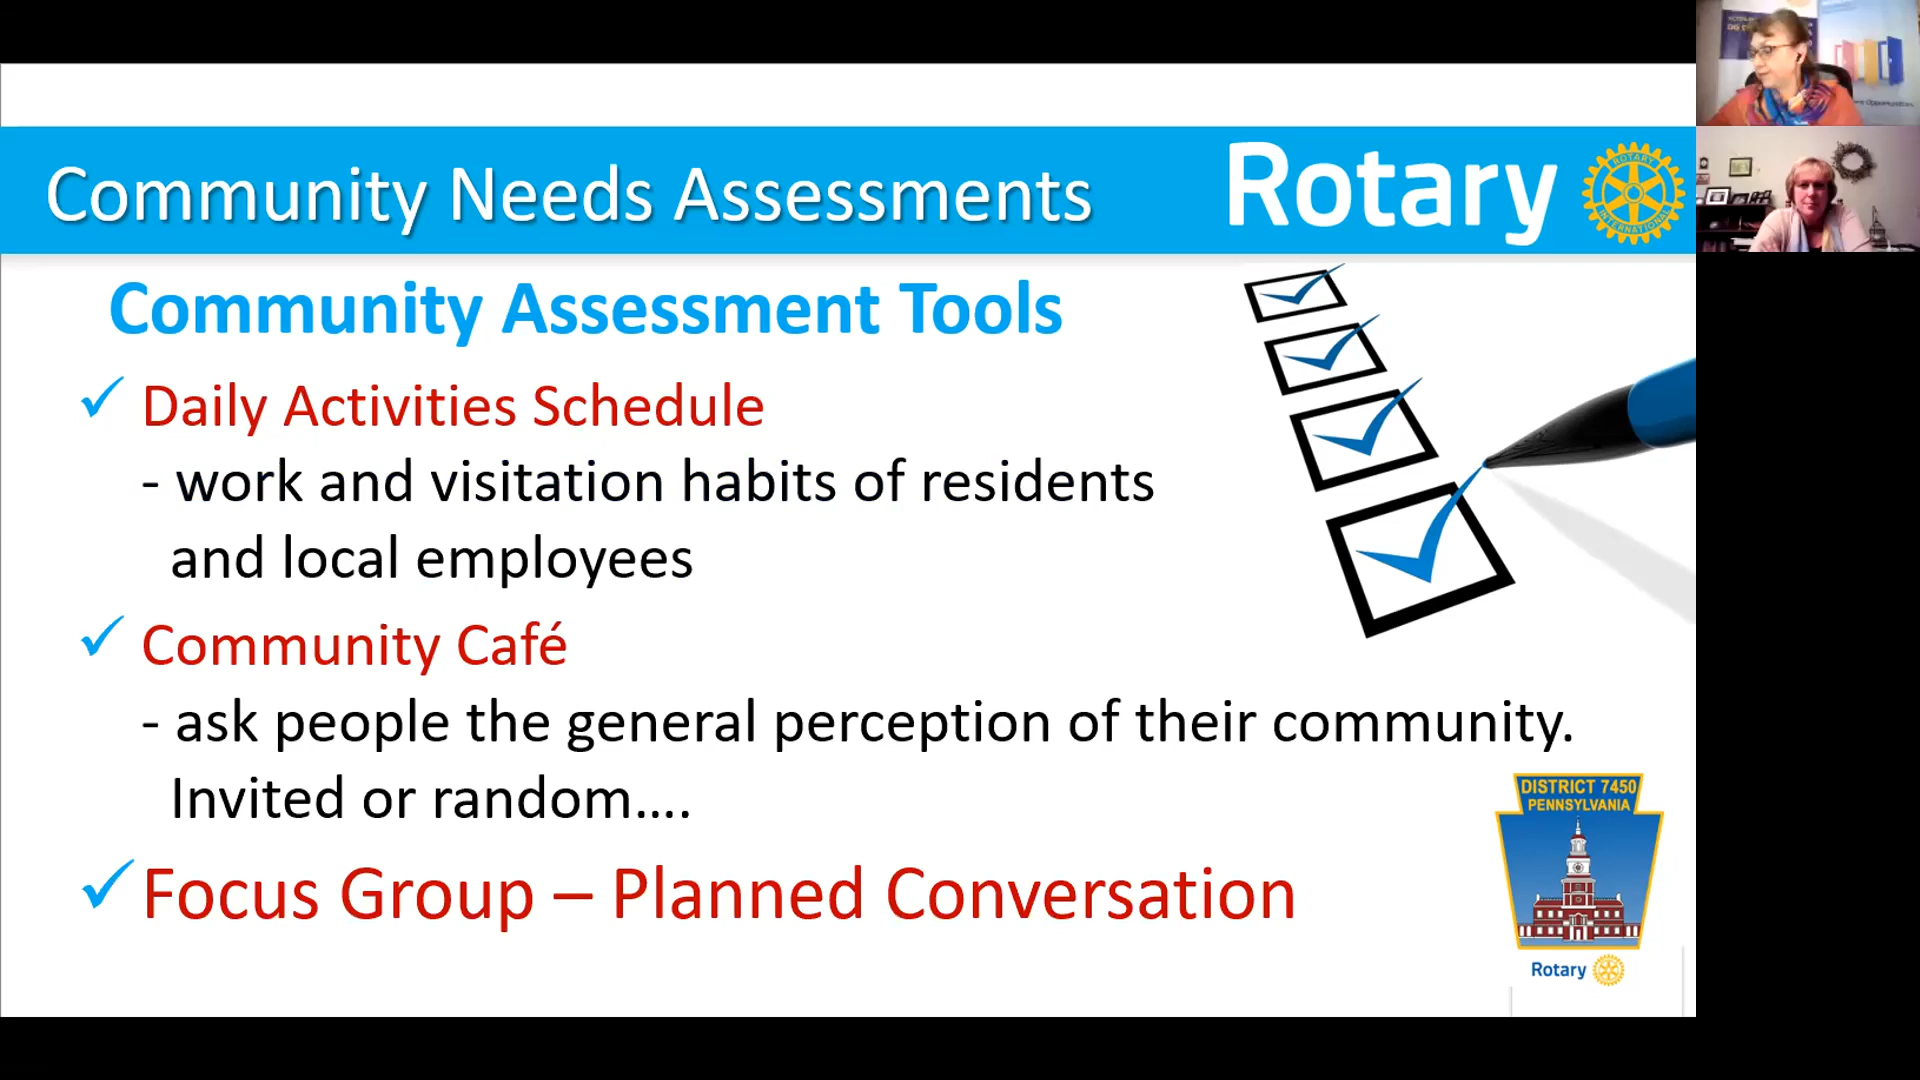 Community Needs Assessments
Rotary
ROTARY
INTERNATIONAL
Community Assessment Tools
Daily Activities Schedule
- work and visitation habits of residents
and local employees
Community Café
- ask people the general perception of their community.
Invited or random....
Focus Group – Planned Conversation
DISTRICT 7450
PENNSYLVANIA
Rotary